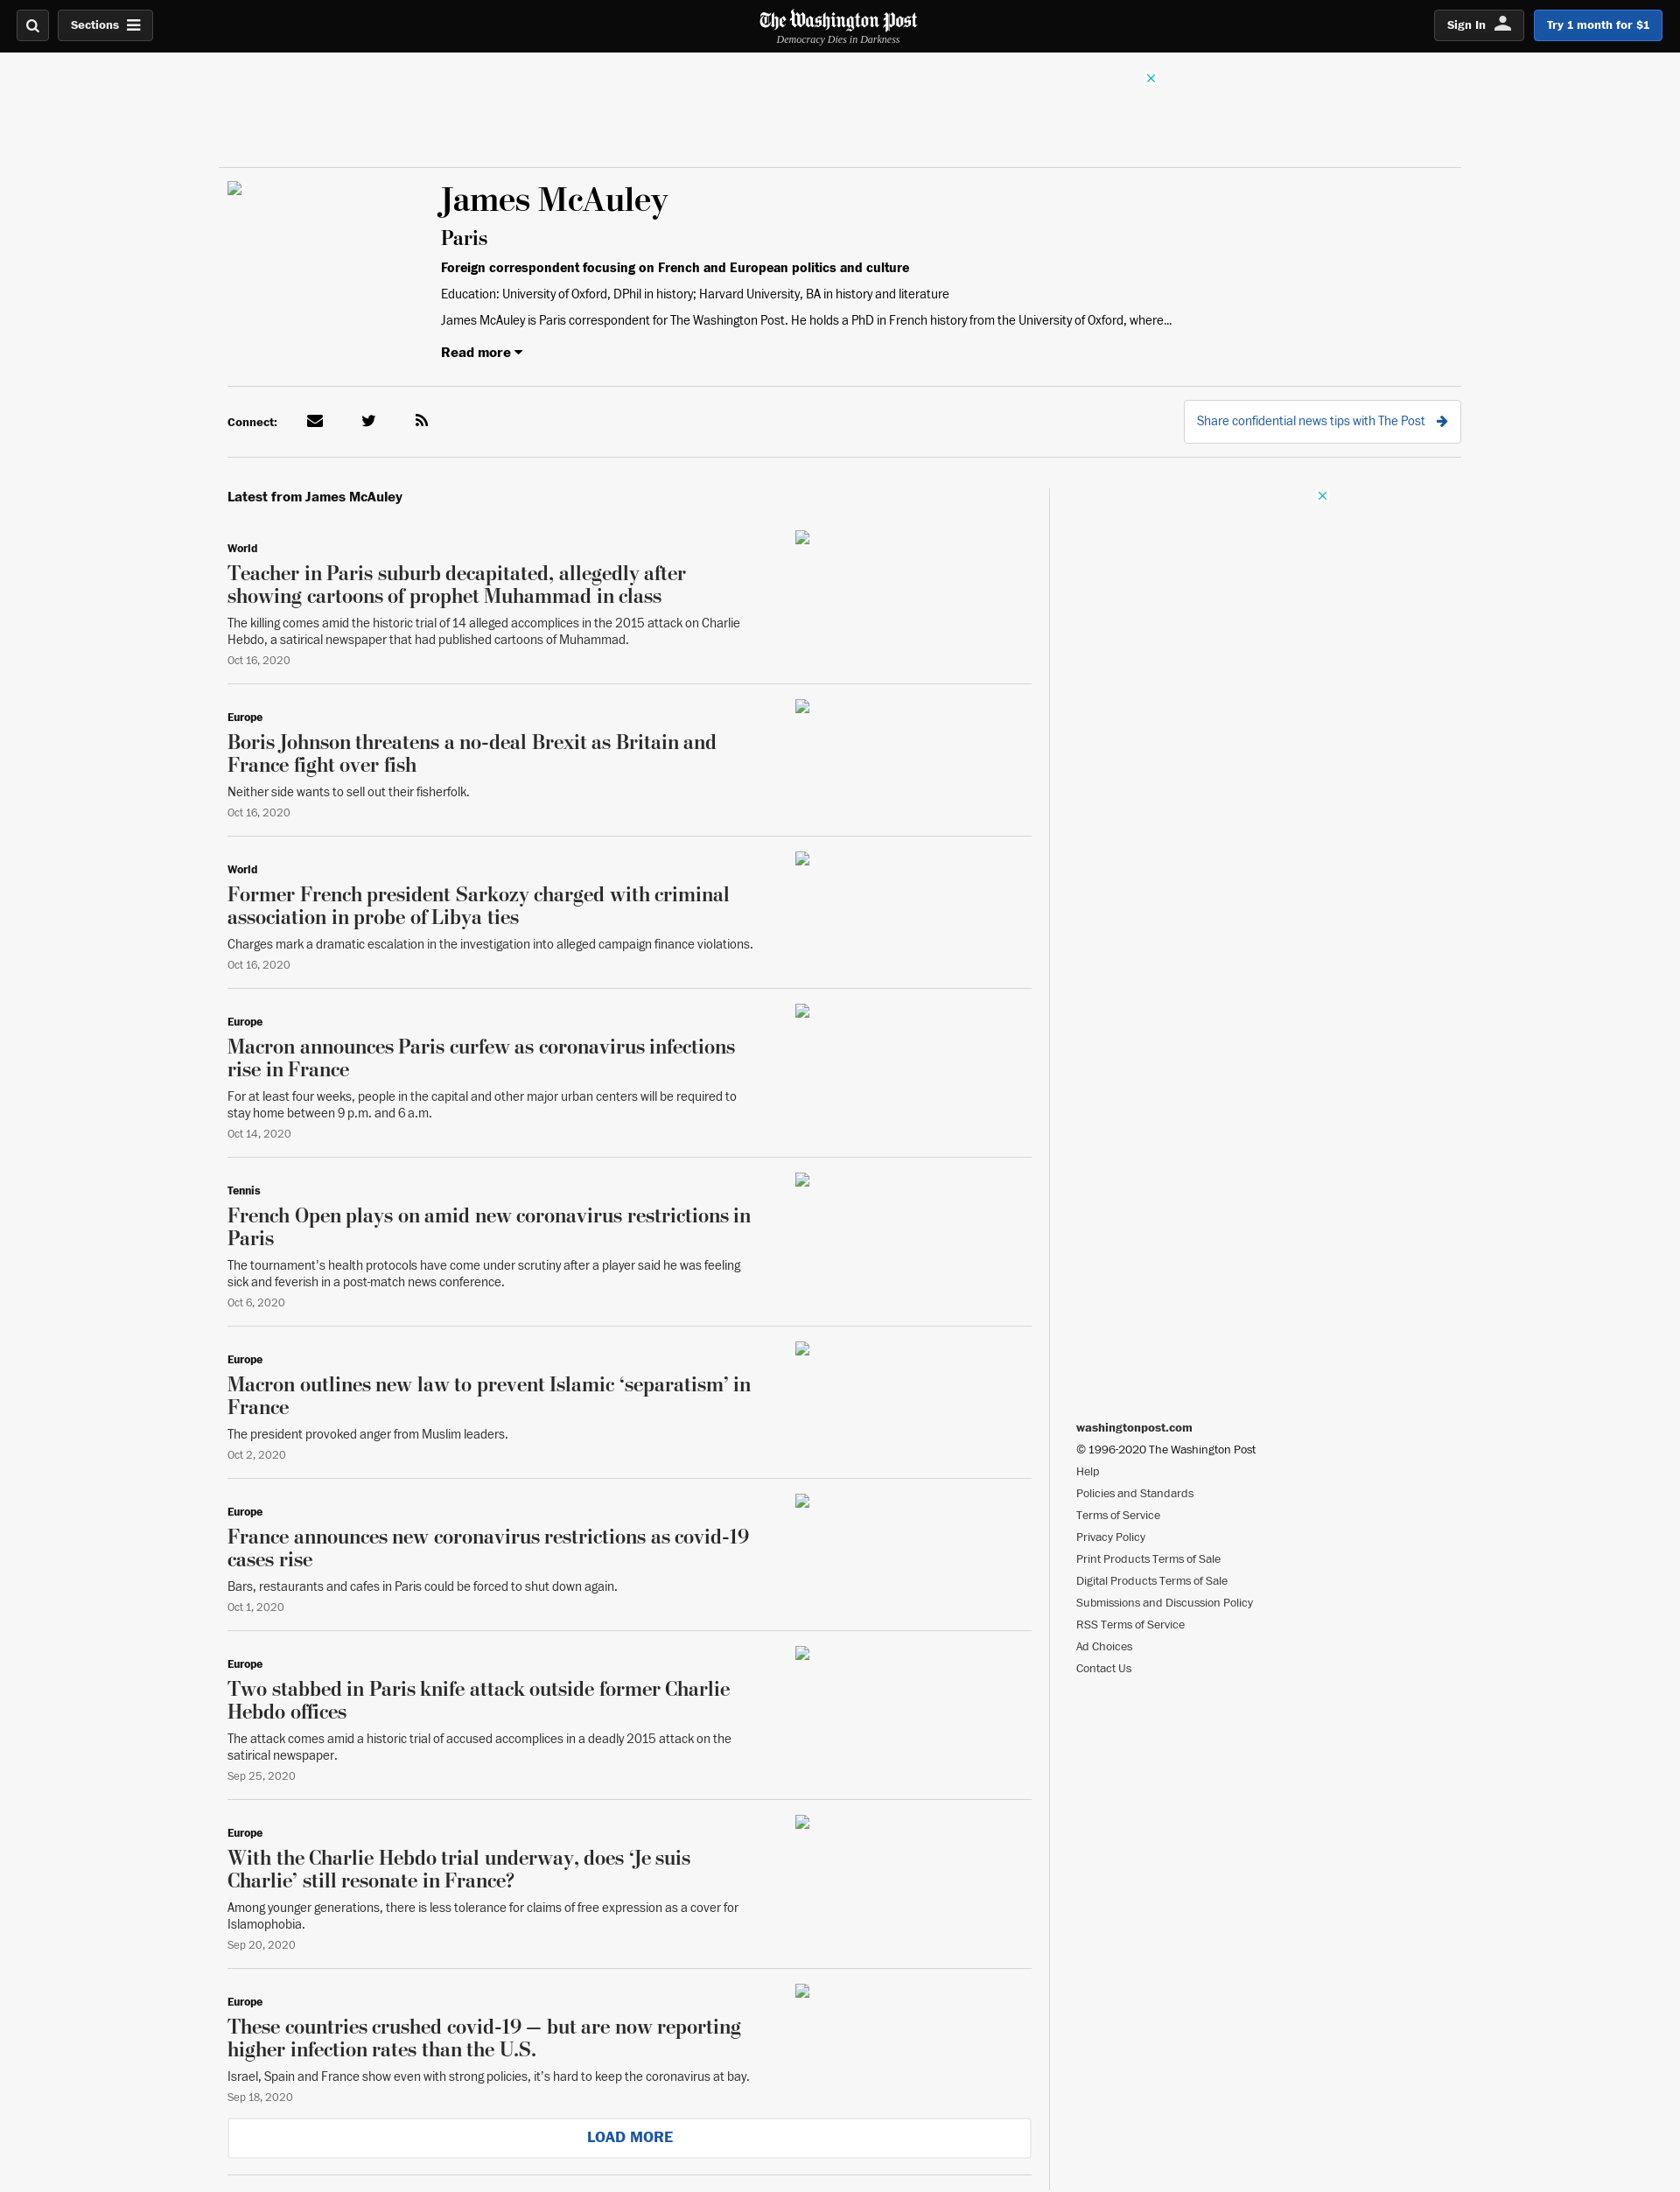 Sections
The Washington Post
Democracy Dies in Darkness
Sign In
Try 1 month for $1
James McAuley
Paris
Foreign correspondent focusing on French and European politics and culture
Education: University of Oxford, DPhil in history; Harvard University, BA in history and literature
James McAuley is Paris correspondent for The Washington Post. He holds a PhD in French history from the University of Oxford, where...
Read more
Connect:
Share confidential news tips with The Post
Latest from James McAuley
World
Teacher in Paris suburb decapitated, allegedly after
showing cartoons of prophet Muhammad in class
The killing comes amid the historic trial of 14 alleged accomplices in the 2015 attack on Charlie
Hebdo, a satirical newspaper that had published cartoons of Muhammad.
Oct 16, 2020
Europe
Boris Johnson threatens a no-deal Brexit as Britain and
France fight over fish
Neither side wants to sell out their fisherfolk.
Oct 16, 2020
World
Former French president Sarkozy charged with criminal
association in probe of Libya ties
Charges mark a dramatic escalation in the investigation into alleged campaign finance violations.
Oct 16, 2020
Europe
Macron announces Paris curfew as coronavirus infections
rise in France
For at least four weeks, people in the capital and other major urban centers will be required to
stay home between 9 p.m. and 6 a.m.
Oct 14, 2020
Tennis
French Open plays on amid new coronavirus restrictions in
Paris
The tournament's health protocols have come under scrutiny after a player said he was feeling
sick and feverish in a post-match news conference.
Oct 6, 2020
Europe
Macron outlines new law to prevent Islamic ‘separatism’ in
France
The president provoked anger from Muslim leaders.
Oct 2, 2020
Europe
France announces new coronavirus restrictions as covid-19
cases rise
Bars, restaurants and cafes in Paris could be forced to shut down again.
Oct 1, 2020
Europe
Two stabbed in Paris knife attack outside former Charlie
Hebdo offices
The attack comes amid a historic trial of accused accomplices in a deadly 2015 attack on the
satirical newspaper.
Sep 25, 2020
Europe
With the Charlie Hebdo trial underway, does ‘Je suis
Charlie’ still resonate in France?
Among younger generations, there is less tolerance for claims of free expression as a cover for
Islamophobia.
Sep 20, 2020
Europe
These countries crushed covid-19 — but are now reporting
higher infection rates than the U.S.
Israel, Spain and France show even with strong policies, it's hard to keep the coronavirus at bay.
Sep 18, 2020
LOAD MORE
washingtonpost.com
© 1996-2020 The Washington Post
Help
Policies and Standards
Terms of Service
Privacy Policy
Print Products Terms of Sale
Digital Products Terms of Sale
Submissions and Discussion Policy
RSS Terms of Service
Ad Choices
Contact Us